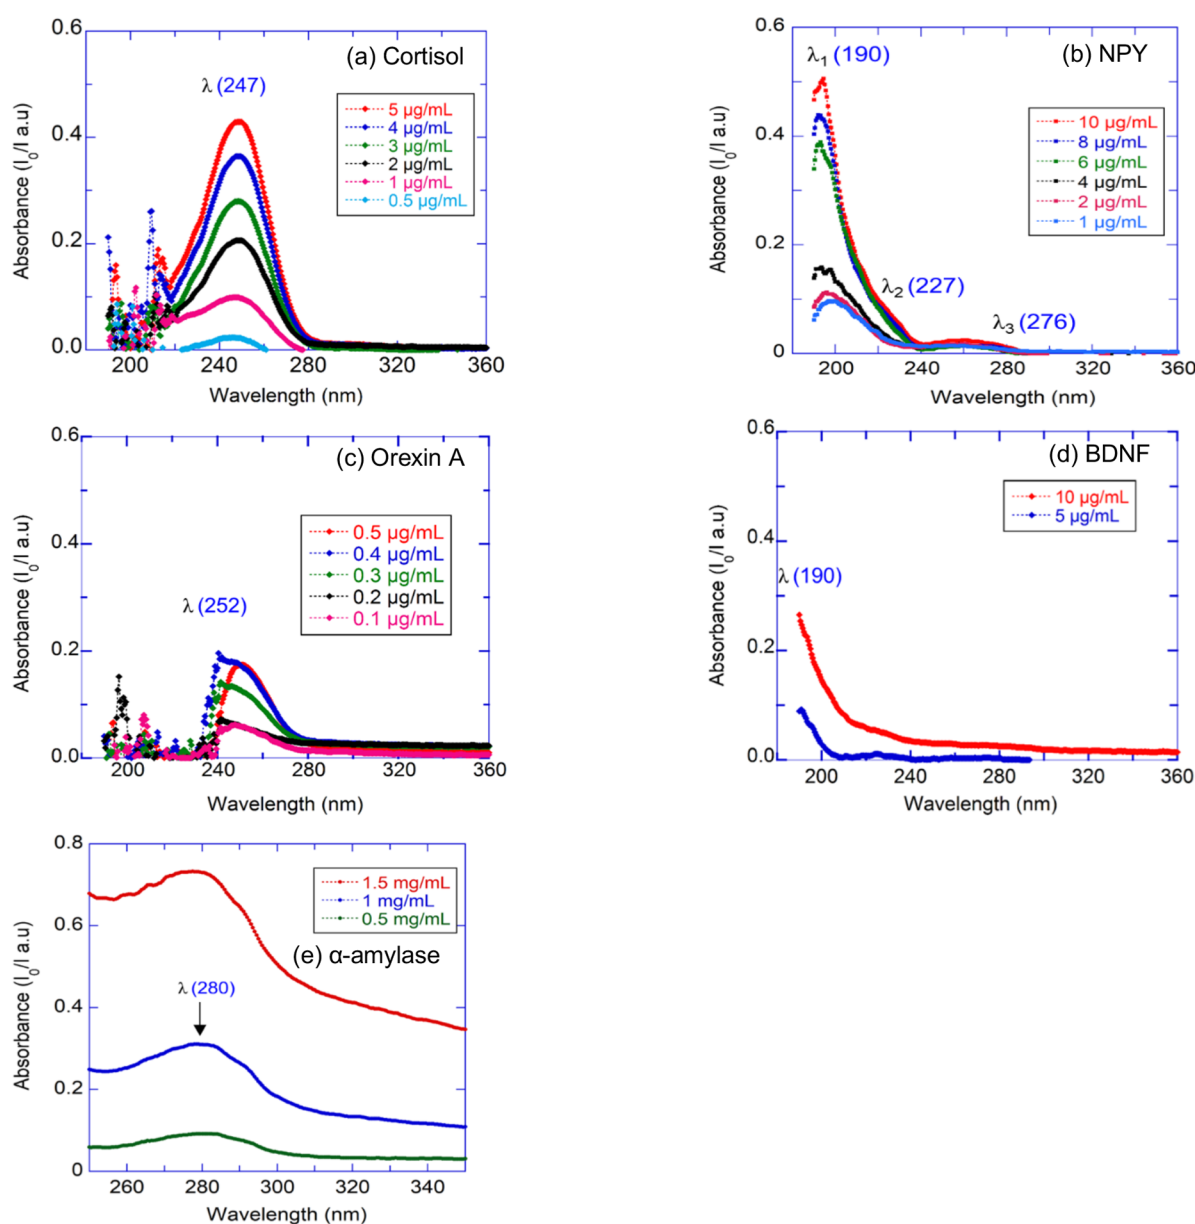 (a) Cortisol
λ (247)
5 µg/mL
4 µg/mL
3 µg/mL
2 µg/mL
1 µg/mL
0.5 µg/mL
Absorbance (I₀/I a.u)
0.6
0.4
0.2
0.0
200 240 280 320 360
Wavelength (nm)
(b) NPY
λ₁ (190)
10 µg/mL
8 µg/mL
6 µg/mL
4 µg/mL
2 µg/mL
1 µg/mL
λ₂ (227)
λ₃ (276)
Absorbance (I₀/I a.u)
0.6
0.4
0.2
0
200 240 280 320 360
Wavelength (nm)
(c) Orexin A
0.5 µg/mL
0.4 µg/mL
0.3 µg/mL
0.2 µg/mL
0.1 µg/mL
λ (252)
Absorbance (I₀/I a.u)
0.6
0.4
0.2
0.0
200 240 280 320 360
Wavelength (nm)
(d) BDNF
10 µg/mL
5 µg/mL
λ (190)
Absorbance (I₀/I a.u)
0.6
0.4
0.2
0.0
200 240 280 320 360
Wavelength (nm)
1.5 mg/mL
1 mg/mL
0.5 mg/mL
(e) α-amylase
λ (280)
Absorbance (I₀/I a.u)
0.8
0.6
0.4
0.2
0
260 280 300 320 340
Wavelength (nm)